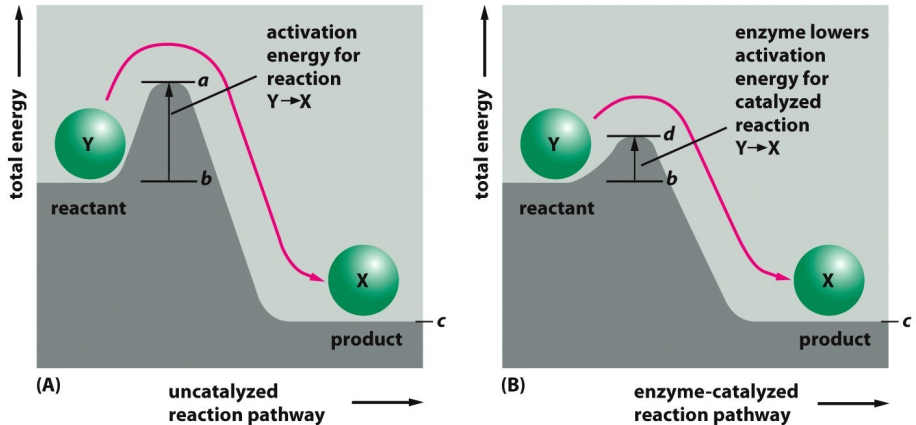 total energy
activation
energy for
reaction
Y→X
a
Y
b
reactant
X
product
c
(A)
uncatalyzed
reaction pathway
total energy
enzyme lowers
activation
energy for
catalyzed
reaction
Y→X
d
Y
b
reactant
X
product
c
(B)
enzyme-catalyzed
reaction pathway